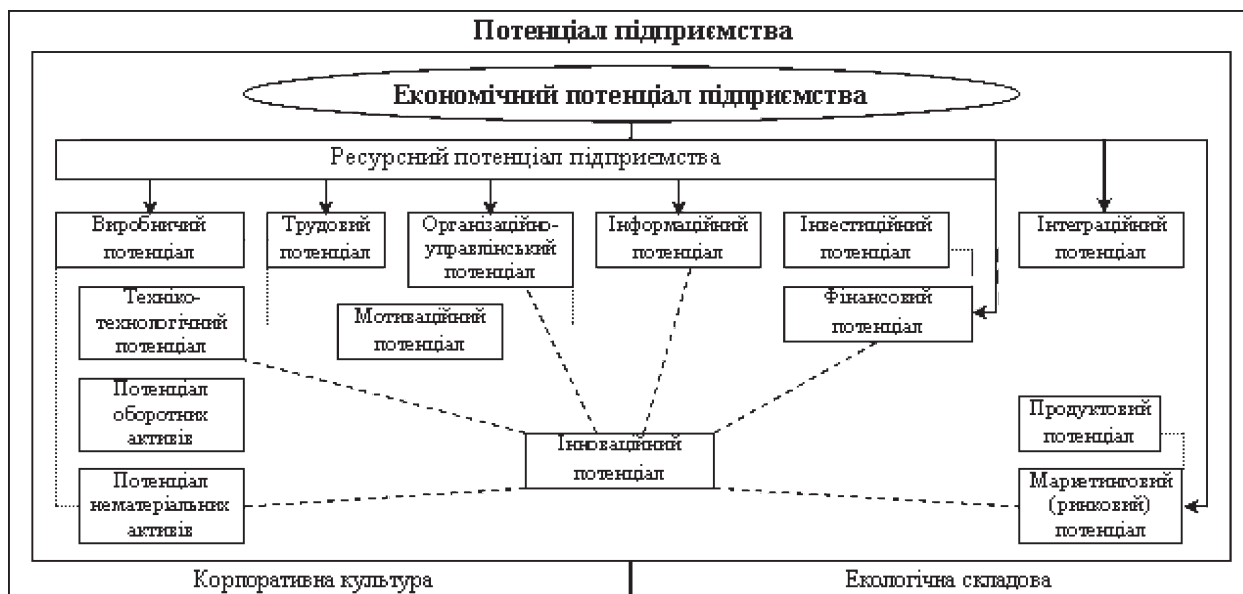 Потенціал підприємства
Економічний потенціал підприємства
Ресурсний потенціал підприємства
Виробничий
потенціал
Трудовий
потенціал
Організаційно-
управлінський
потенціал
Інформаційний
потенціал
Інвестиційний
потенціал
Інтеграційний
потенціал
Техніко-
технологічний
потенціал
Мотиваційний
потенціал
Фінансовий
потенціал
Потенціал
оборотних
активів
Інноваційний
потенціал
Продуктовий
потенціал
Потенціал
нематеріальних
активів
Маркетинговий
(ринковий)
потенціал
Корпоративна культура
Екологічна складова